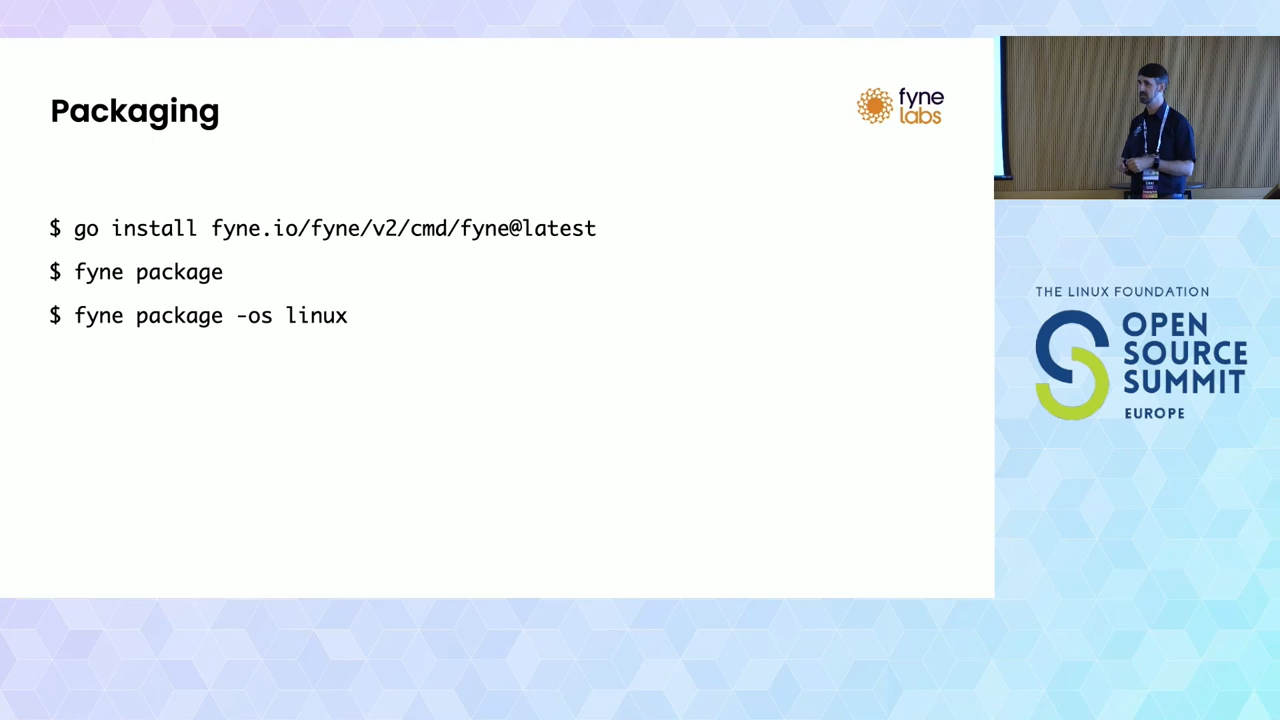 Packaging
fyne
labs
$ go install fyne.io/fyne/v2/cmd/fyne@latest
$ fyne package
$ fyne package -os linux
THE LINUX FOUNDATION
OPEN
SOURCE
SUMMIT
EUROPE